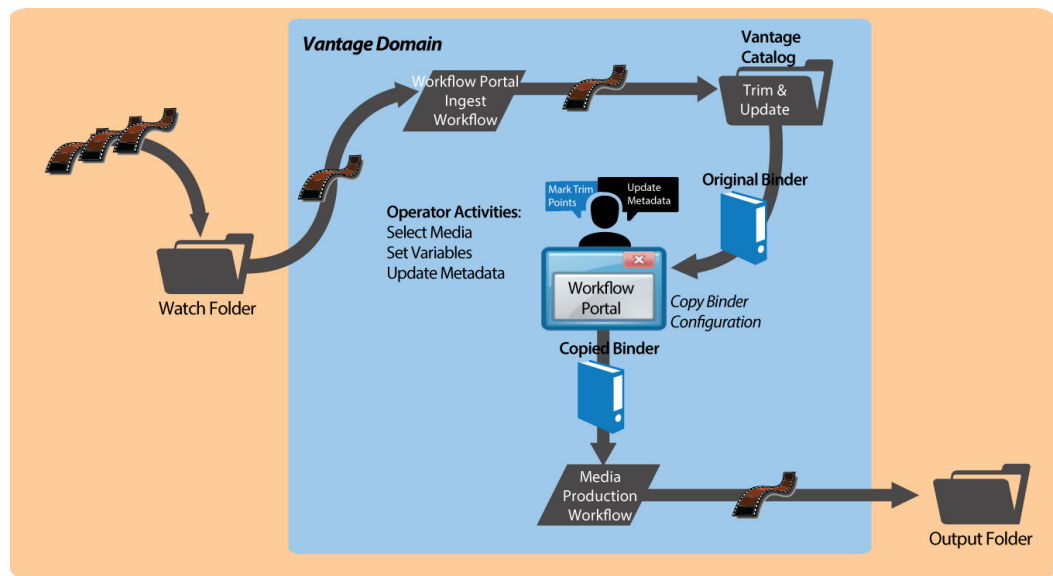 Vantage Domain
Vantage
Catalog
Workflow Portal
Ingest
Workflow
Trim &
Update
Mark Trim
Points
Update
Metadata
Original Binder
Operator Activities:
Select Media
Set Variables
Update Metadata
Watch Folder
Workflow
Portal
Copy Binder
Configuration
Copied Binder
Media
Production
Workflow
Output Folder